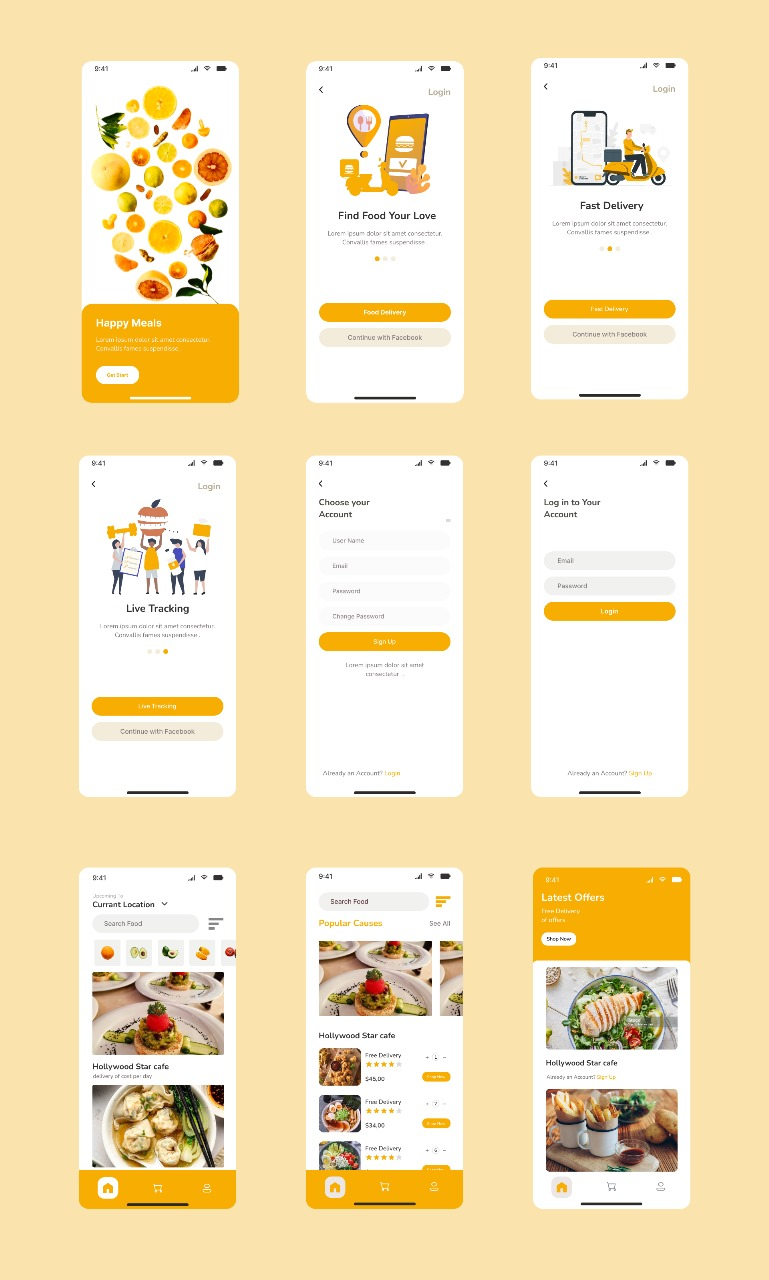 9:41
Happy Meals
Lorem ipsum dolor sit amet consectetur.
Convallis fames suspendisse .
Get Start
9:41
Login
Find Food Your Love
Lorem ipsum dolor sit amet consectetur.
Convallis fames suspendisse .
Food Delivery
Continue with Facebook
9:41
Login
Fast Delivery
Lorem ipsum dolor sit amet consectetur.
Convallis fames suspendisse .
Fast Delivery
Continue with Facebook
9:41
Login
Live Tracking
Lorem ipsum dolor sit amet consectetur.
Convallis fames suspendisse .
Live Tracking
Continue with Facebook
9:41
Choose your
Account
User Name
Email
Password
Change Password
Sign Up
Lorem ipsum dolor sit amet
consectetur ..
Already an Account? Login
9:41
Log in to Your
Account
Email
Password
Login
Already an Account? Sign Up
9:41
Currant Location
Search Food
Hollywood Star cafe
delivery of cost per day
9:41
Search Food
Popular Causes
See All
Hollywood Star cafe
Free Delivery
+ 1 −
$45,00
Shop Now
Free Delivery
+ 2 −
$34.00
Shop Now
Free Delivery
9:41
Latest Offers
Free Delivery
of offers
Shop Now
Hollywood Star cafe
Already an Account? Sign Up